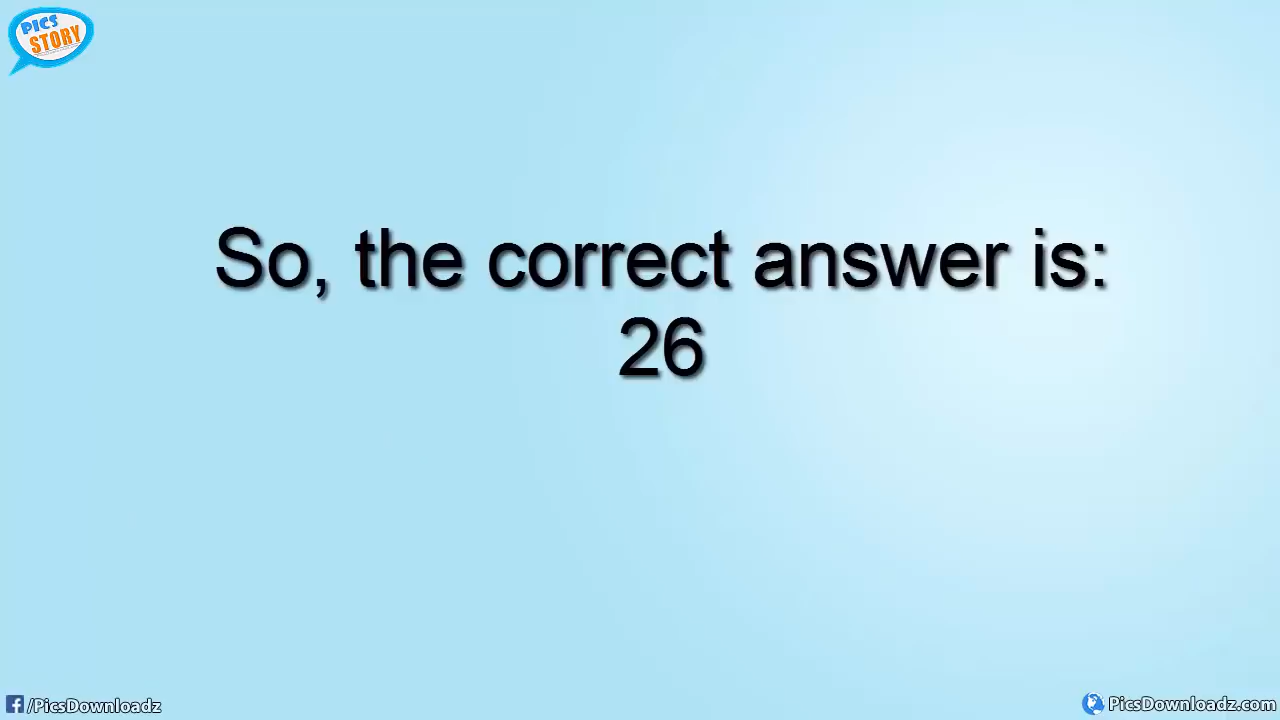 PICS
STORY
So, the correct answer is:
26
/PicsDownloadz
PicsDownloadz.com